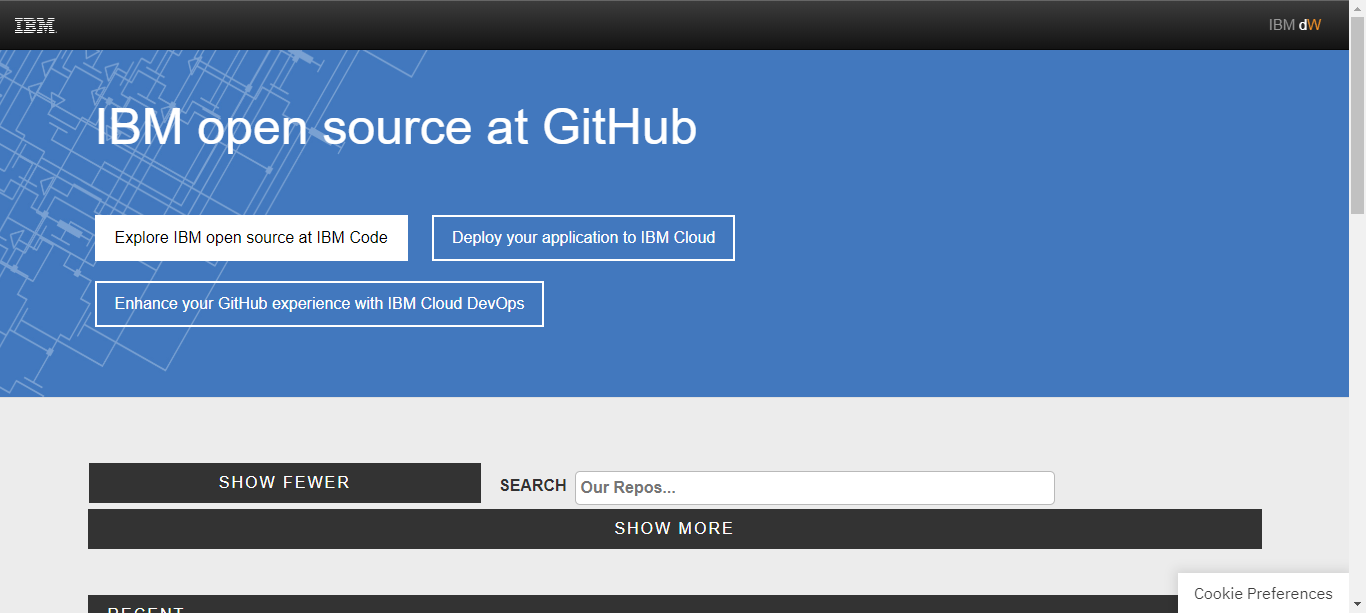 IBM
IBM dW
IBM open source at GitHub
Explore IBM open source at IBM Code
Deploy your application to IBM Cloud
Enhance your GitHub experience with IBM Cloud DevOps
SHOW FEWER
SEARCH
Our Repos...
SHOW MORE
RECENT
Cookie Preferences